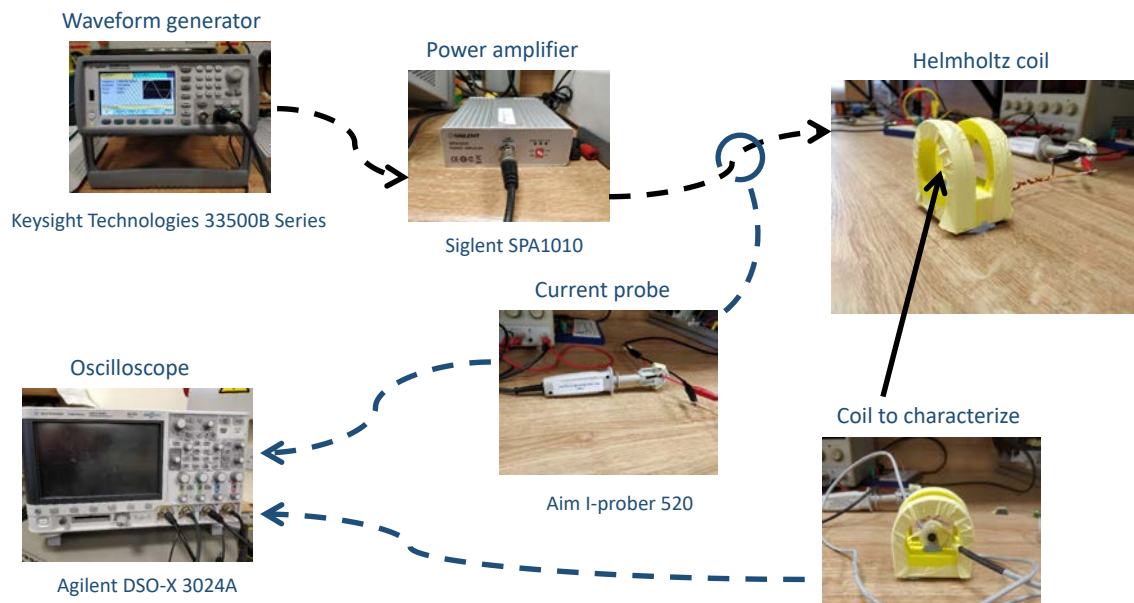 Waveform generator
Power amplifier
Helmholtz coil
SIGLENT
Keysight Technologies 33500B Series
Siglent SPA1010
Current probe
Oscilloscope
Coil to characterize
Aim I-prober 520
Agilent DSO-X 3024A